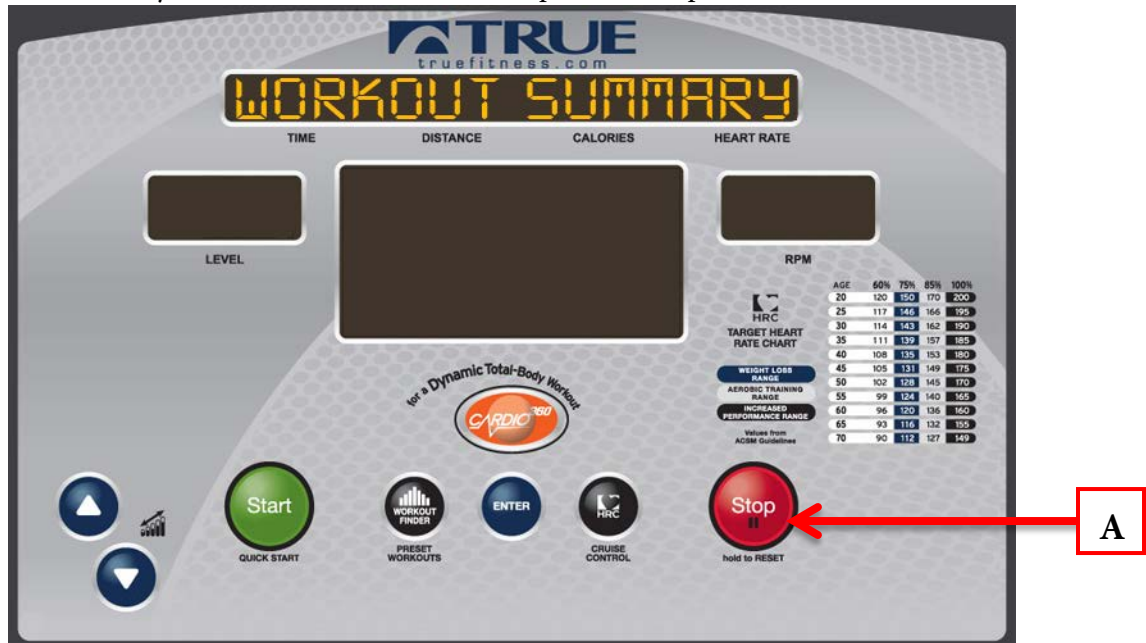 TRUE
truefitness.com
WORKOUT SUMMARY
TIME DISTANCE CALORIES HEART RATE
LEVEL
RPM
HRC
TARGET HEART
RATE CHART
WEIGHT LOSS
RANGE
AEROBIC TRAINING
RANGE
INCREASED
PERFORMANCE RANGE
Values from
ACSM Guidelines
AGE 60% 75% 85% 100%
20 120 150 170 200
25 117 146 166 195
30 114 143 162 190
35 111 139 157 185
40 108 135 153 180
45 105 131 149 175
50 102 128 145 170
55 99 124 140 165
60 96 120 136 160
65 93 116 132 155
70 90 112 127 149
for a Dynamic Total-Body Workout
CARDIO 360
Start
QUICK START
WORKOUT
FINDER
PRESET
WORKOUTS
ENTER
HRC
CRUISE
CONTROL
Stop
hold to RESET
A